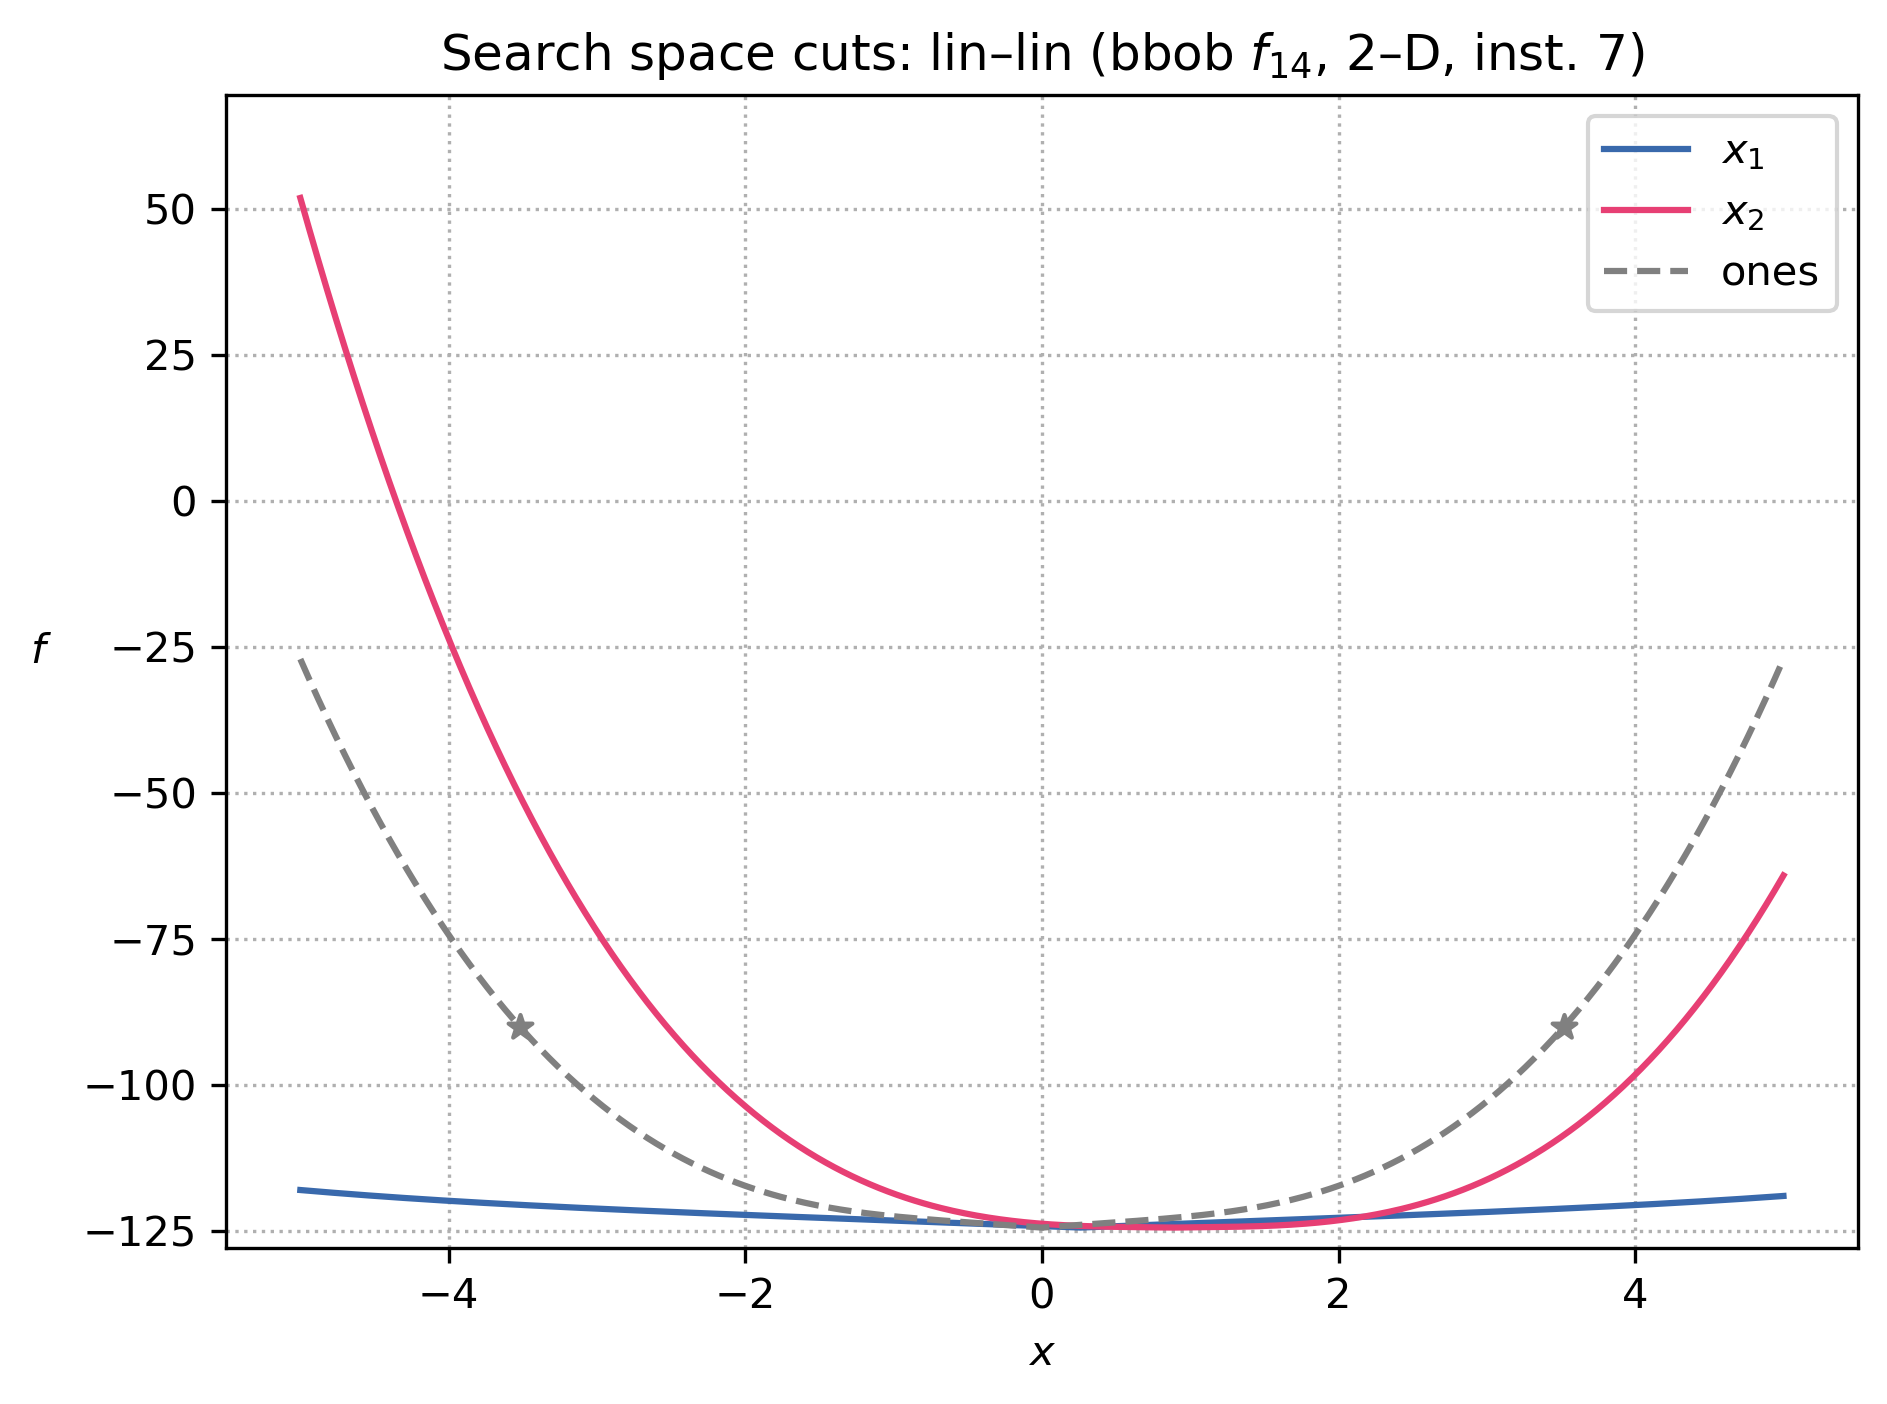 Search space cuts: lin–lin (bbob f14, 2–D, inst. 7)
x1
x2
ones
50
25
0
−25
−50
−75
−100
−125
f
−4
−2
0
2
4
x